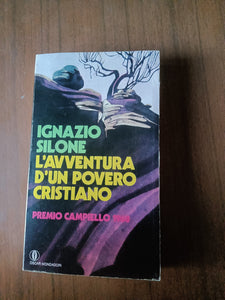 IGNAZIO
SILONE
L'AVVENTURA
D'UN POVERO
CRISTIANO
PREMIO CAMPIELLO
OSCAR MONDADORI